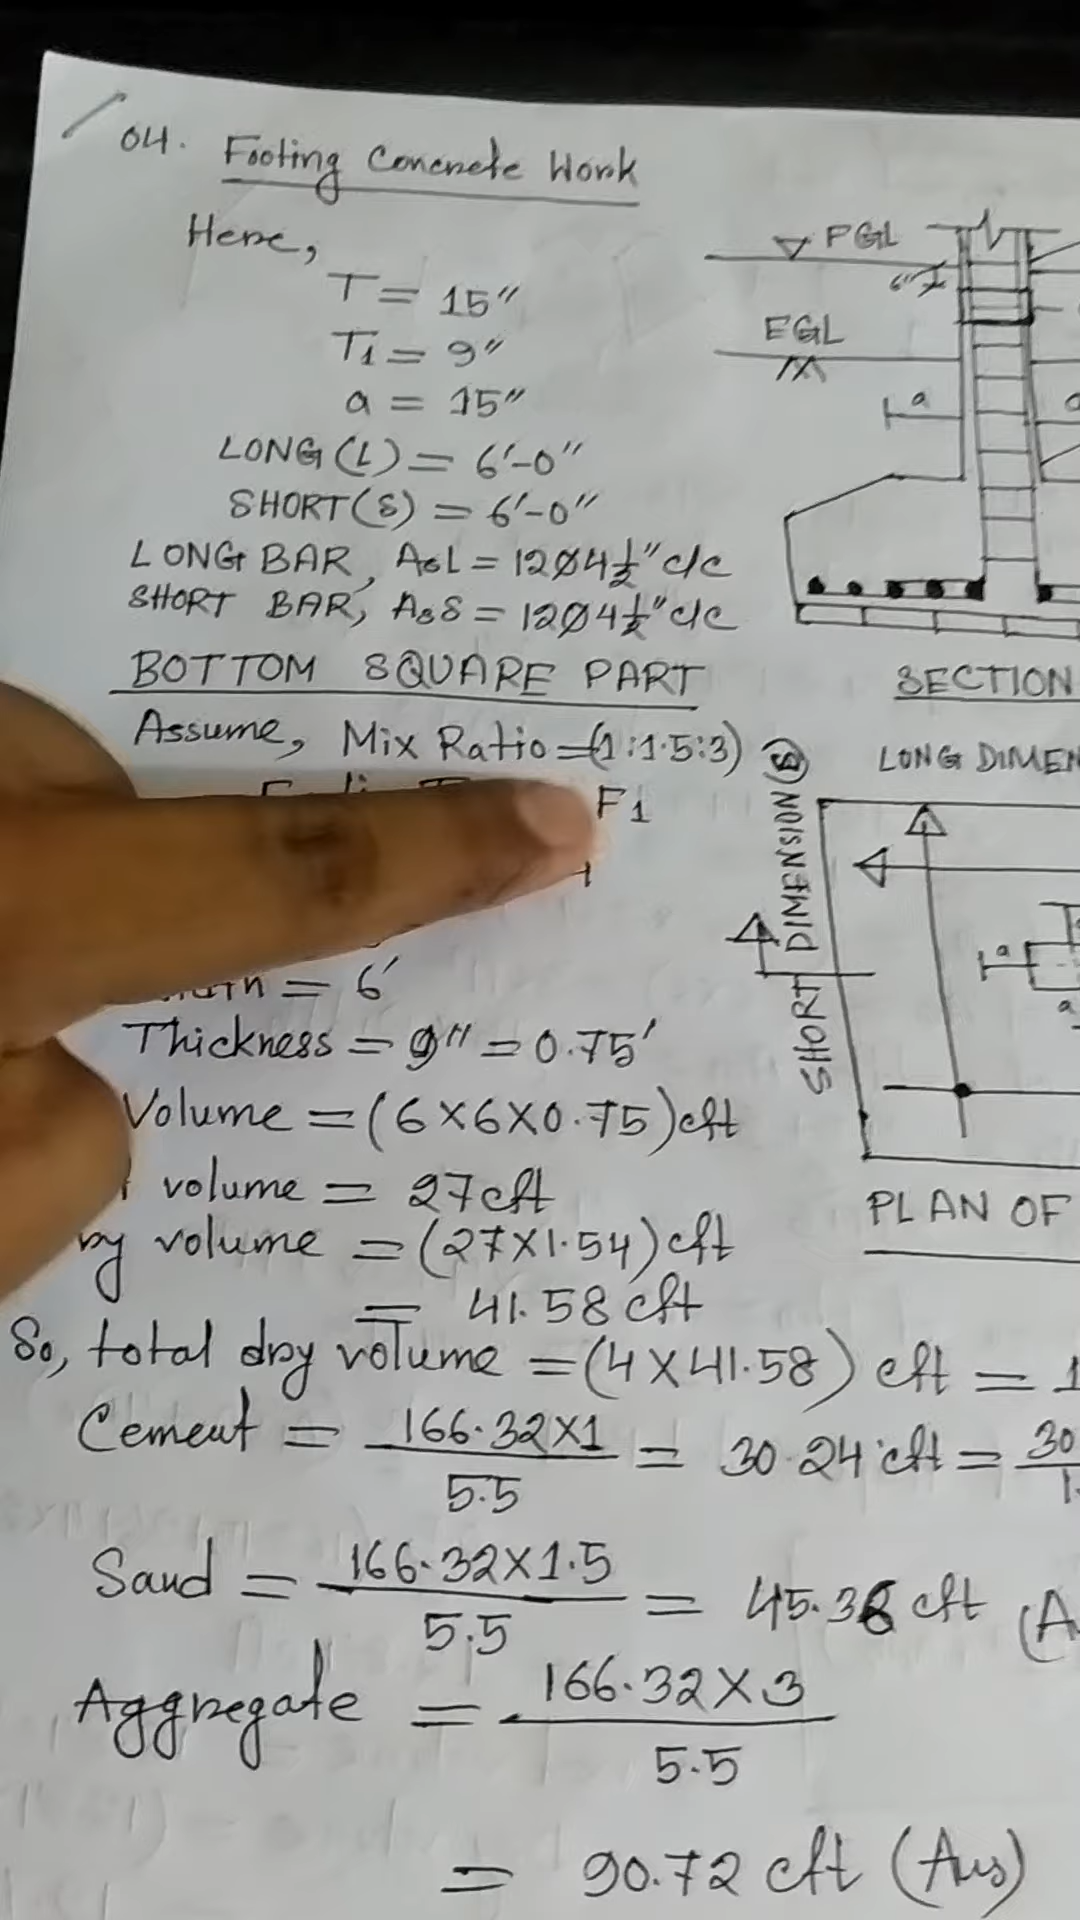 04. Footing Concrete Work
Here,
T = 15"
T1 = 9"
a = 15"
LONG (L) = 6'-0"
SHORT(S) = 6'-0"
LONG BAR, AsL = 12Ø4½" c/c
SHORT BAR, AsS = 12Ø4½" c/c
BOTTOM SQUARE PART
Assume, Mix Ratio = (1:1.5:3)
F1
= 6'
Thickness = 9" = 0.75'
Volume = (6×6×0.75)cft
volume = 27cft
volume = (27×1.54)cft
= 41.58 cft
So, total dry volume = (4×41.58) cft = 1
Cement = 166.32×1 / 5.5 = 30.24 cft = 30
Sand = 166.32×1.5 / 5.5 = 45.36 cft (A
Aggregate = 166.32×3 / 5.5
= 90.72 cft (Ans)
PGL
6"
EGL
a
SECTION
LONG DIMEN
SHORT DIMENSION(S)
a
a
PLAN OF